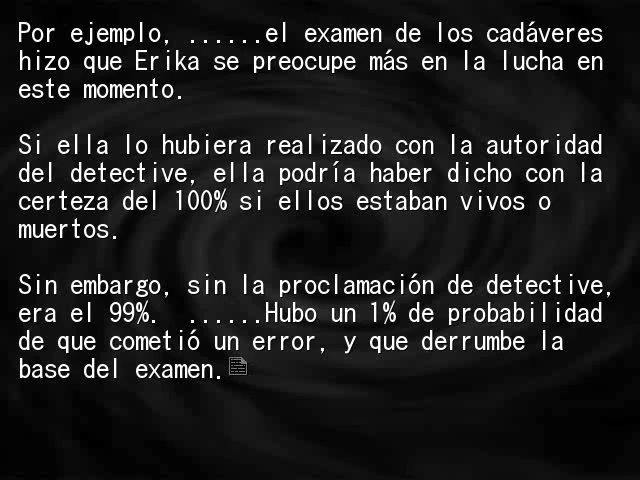 Por ejemplo, ......el examen de los cadáveres
hizo que Erika se preocupe más en la lucha en
este momento.
Si ella lo hubiera realizado con la autoridad
del detective, ella podría haber dicho con la
certeza del 100% si ellos estaban vivos o
muertos.
Sin embargo, sin la proclamación de detective,
era el 99%.  ......Hubo un 1% de probabilidad
de que cometió un error, y que derrumbe la
base del examen.